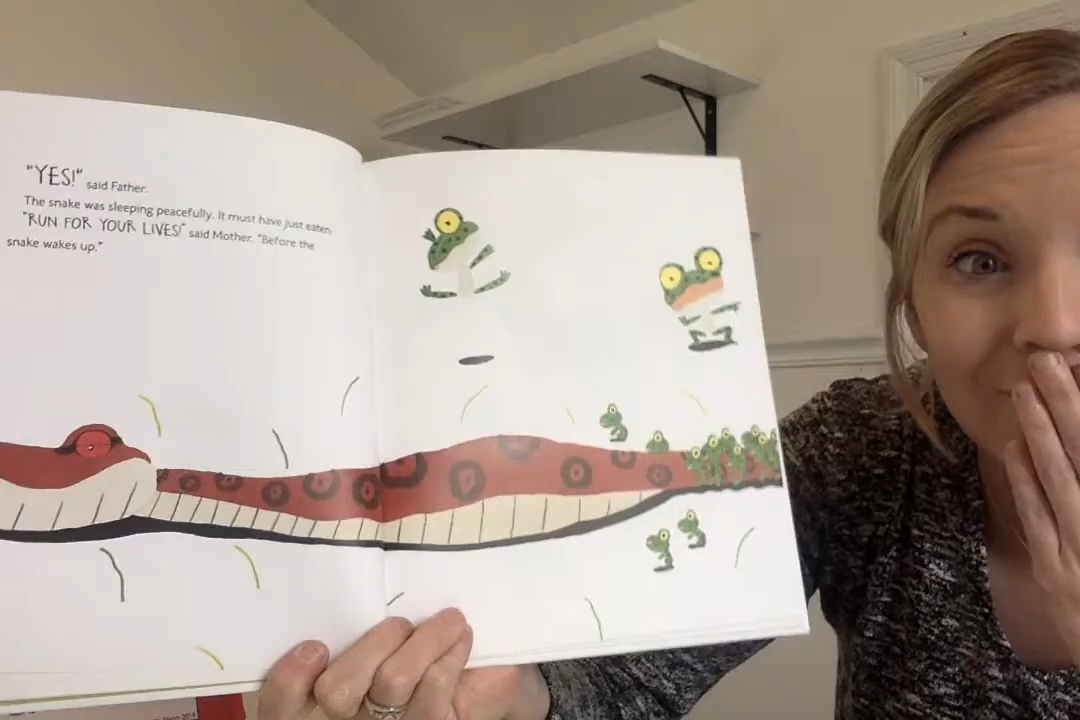 "YES!" said Father.
The snake was sleeping peacefully. It must have just eaten.
"RUN FOR YOUR LIVES!" said Mother. "Before the
snake wakes up."